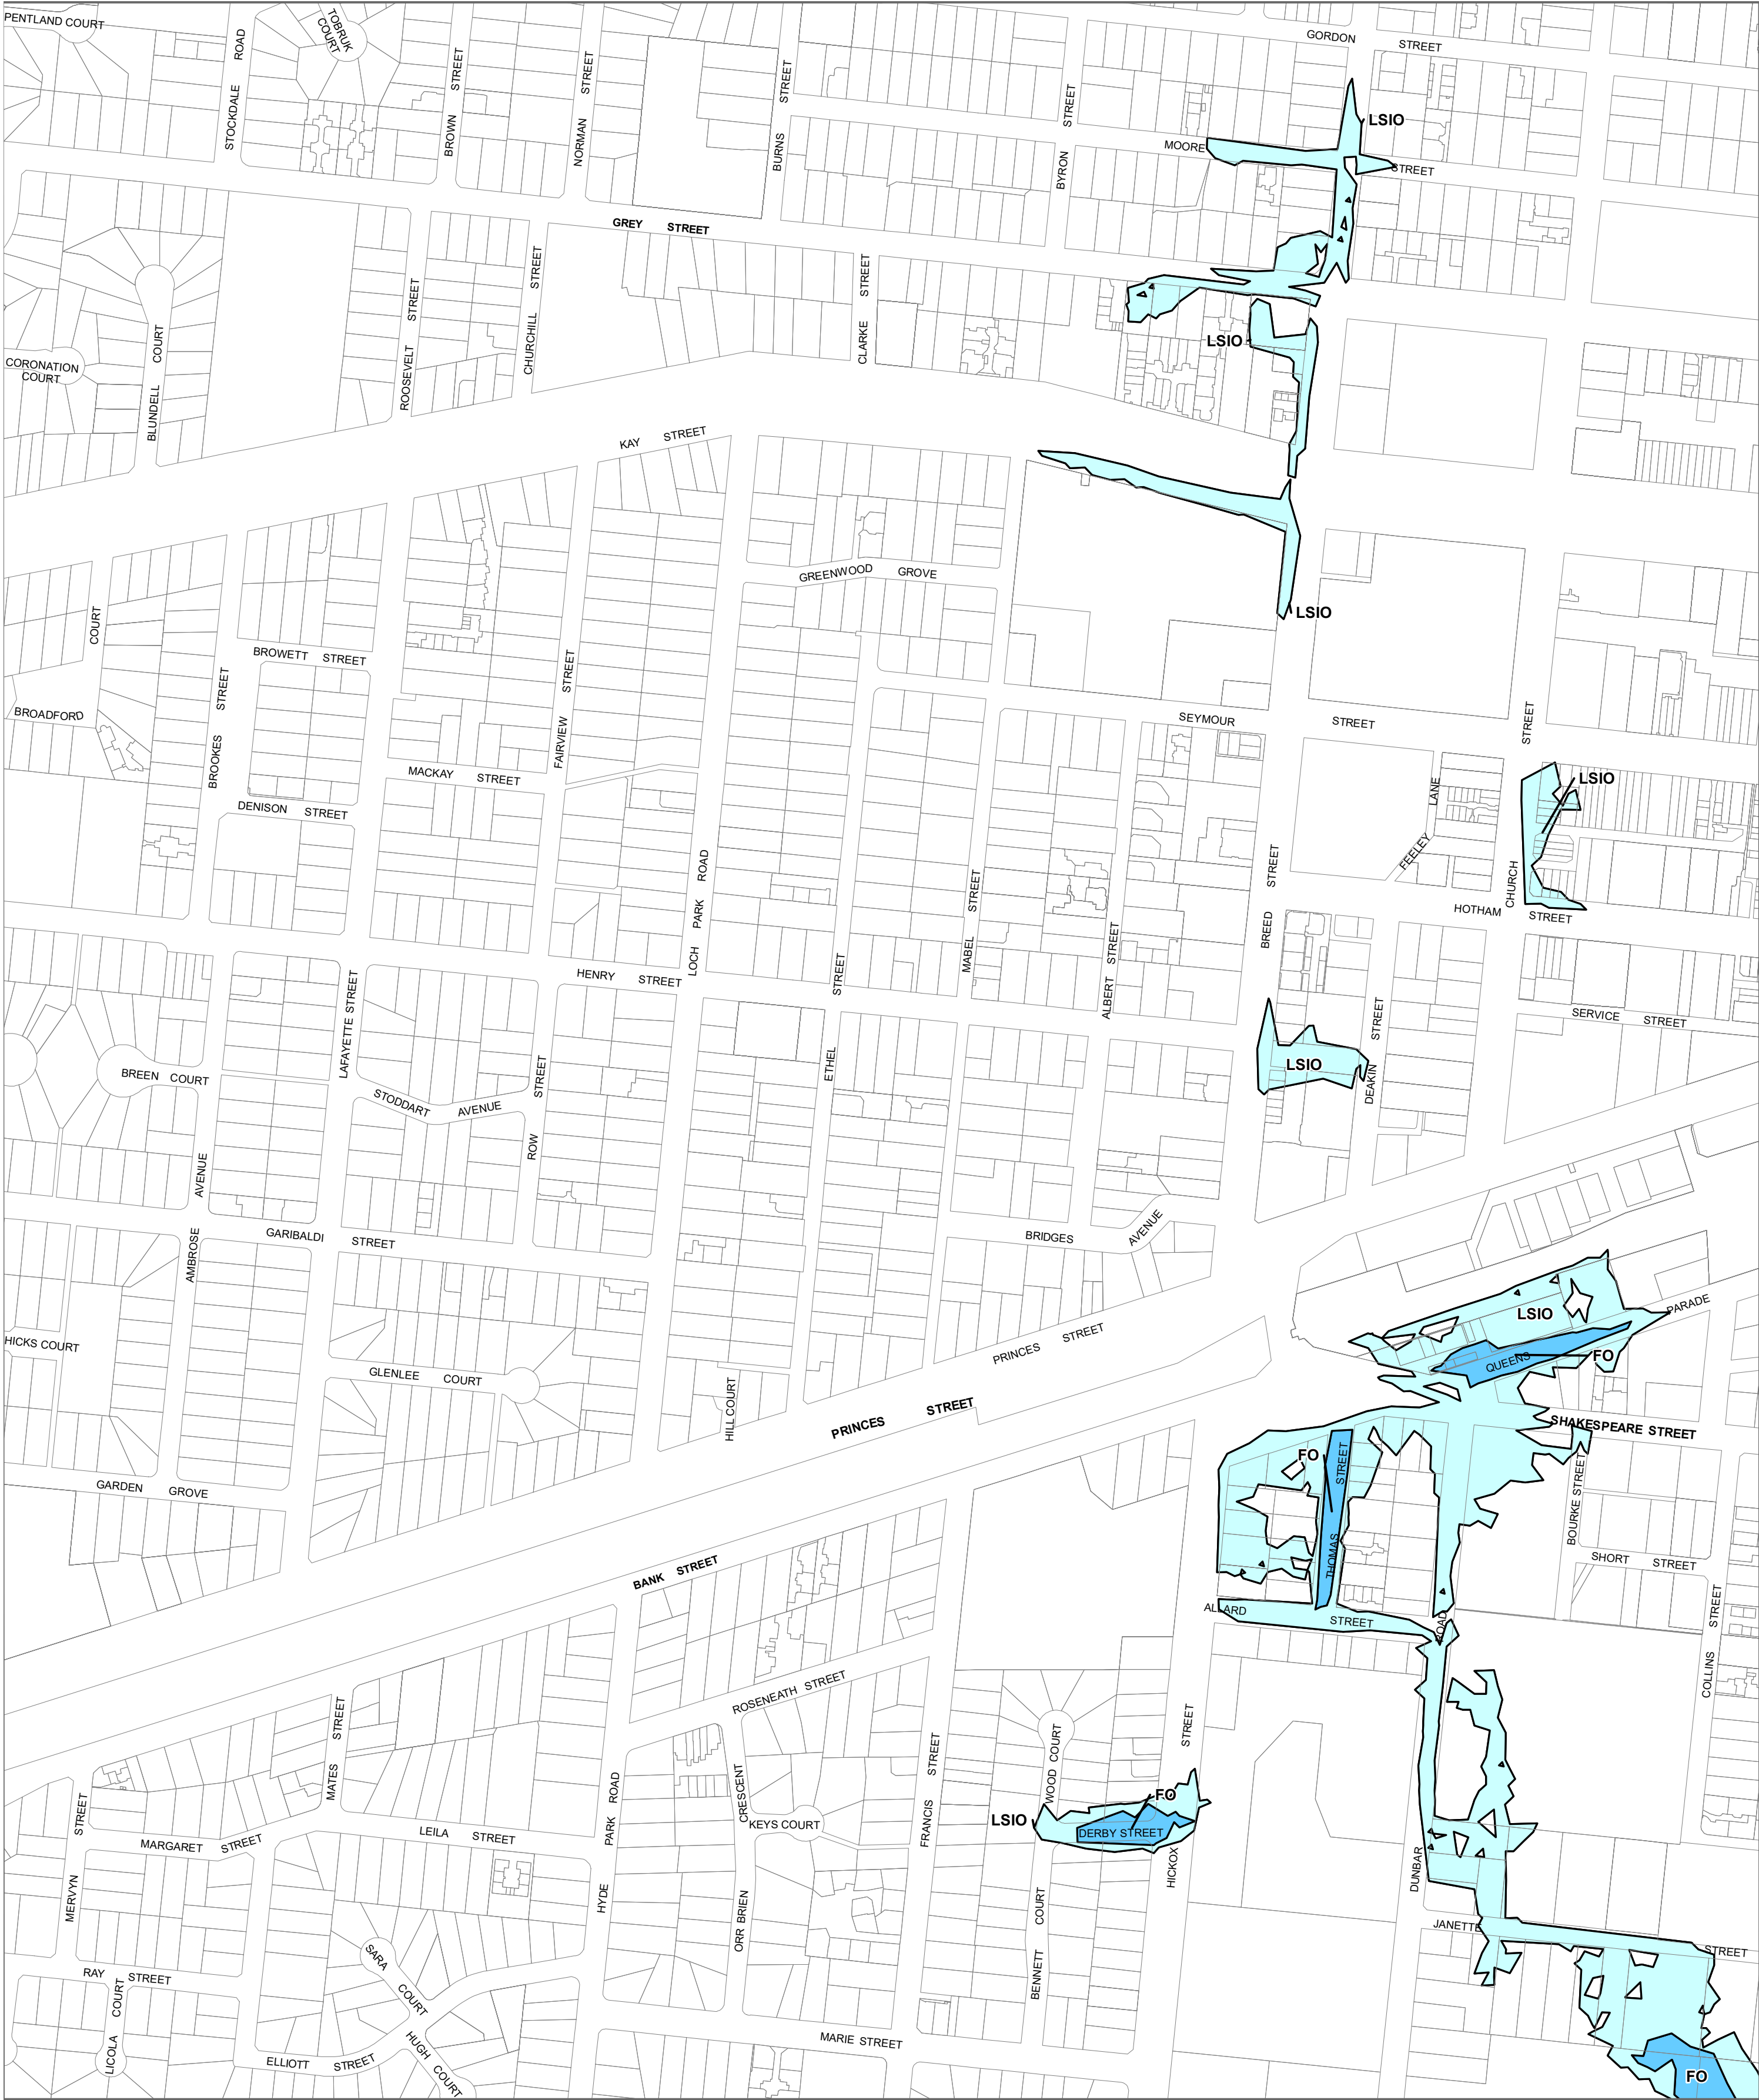 PENTLAND COURT
TOBRUK
COURT
STOCKDALE ROAD
BROWN STREET
NORMAN STREET
BURNS STREET
BYRON STREET
GORDON STREET
LSIO
MOORE STREET
GREY STREET
CORONATION
COURT
BLUNDELL COURT
ROOSEVELT STREET
CHURCHILL STREET
CLARKE STREET
LSIO
KAY STREET
GREENWOOD GROVE
LSIO
COURT
BROWETT STREET
BROADFORD
BROOKES STREET
FAIRVIEW STREET
SEYMOUR STREET
MACKAY STREET
DENISON STREET
LOCH PARK ROAD
MABEL STREET
ALBERT STREET
BREED STREET
FEELEY LANE
CHURCH STREET
LSIO
HOTHAM STREET
HENRY STREET
LAFAYETTE STREET
ETHEL STREET
SERVICE STREET
BREEN COURT
STODDART AVENUE
ROW STREET
LSIO
DEAKIN STREET
AMBROSE AVENUE
GARIBALDI STREET
BRIDGES AVENUE
HICKS COURT
GLENLEE COURT
HILL COURT
PRINCES STREET
PRINCES STREET
LSIO
QUEENS PARADE
FO
SHAKESPEARE STREET
GARDEN GROVE
FO
THOMAS STREET
BOURKE STREET
SHORT STREET
BANK STREET
ALLARD STREET
COLLINS STREET
ROSENEATH STREET
MATES STREET
HYDE PARK ROAD
ORR BRIEN CRESCENT
FRANCIS STREET
WOOD COURT
HICKOX STREET
DUNBAR ROAD
LSIO
FO
DERBY STREET
KEYS COURT
MERVYN STREET
MARGARET STREET
LEILA STREET
BENNETT COURT
JANETTE STREET
RAY STREET
LICOLA COURT
SARA COURT
HUGH COURT
ELLIOTT STREET
MARIE STREET
FO